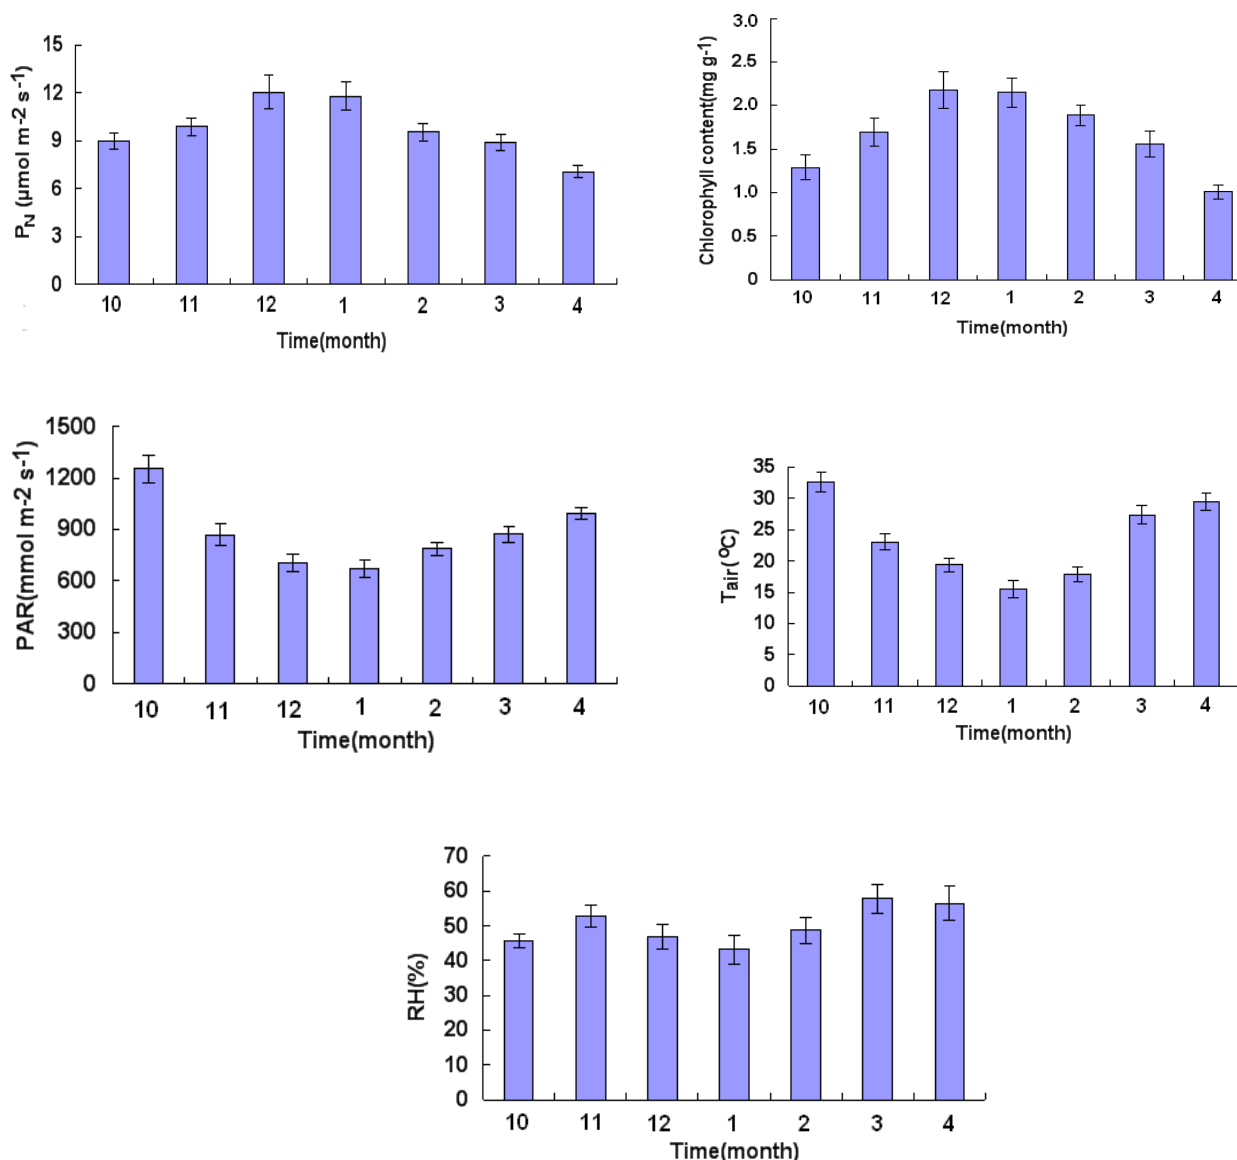 P_N (µmol m-2 s-1)
15
12
9
6
3
0
10 11 12 1 2 3 4
Time(month)
Chlorophyll content(mg g-1)
3.0
2.5
2.0
1.5
1.0
0.5
0
10 11 12 1 2 3 4
Time(month)
PAR(mmol m-2 s-1)
1500
1200
900
600
300
0
10 11 12 1 2 3 4
Time(month)
Tair(°C)
35
30
25
20
15
10
5
0
10 11 12 1 2 3 4
Time(month)
RH(%)
70
60
50
40
30
20
10
0
10 11 12 1 2 3 4
Time(month)